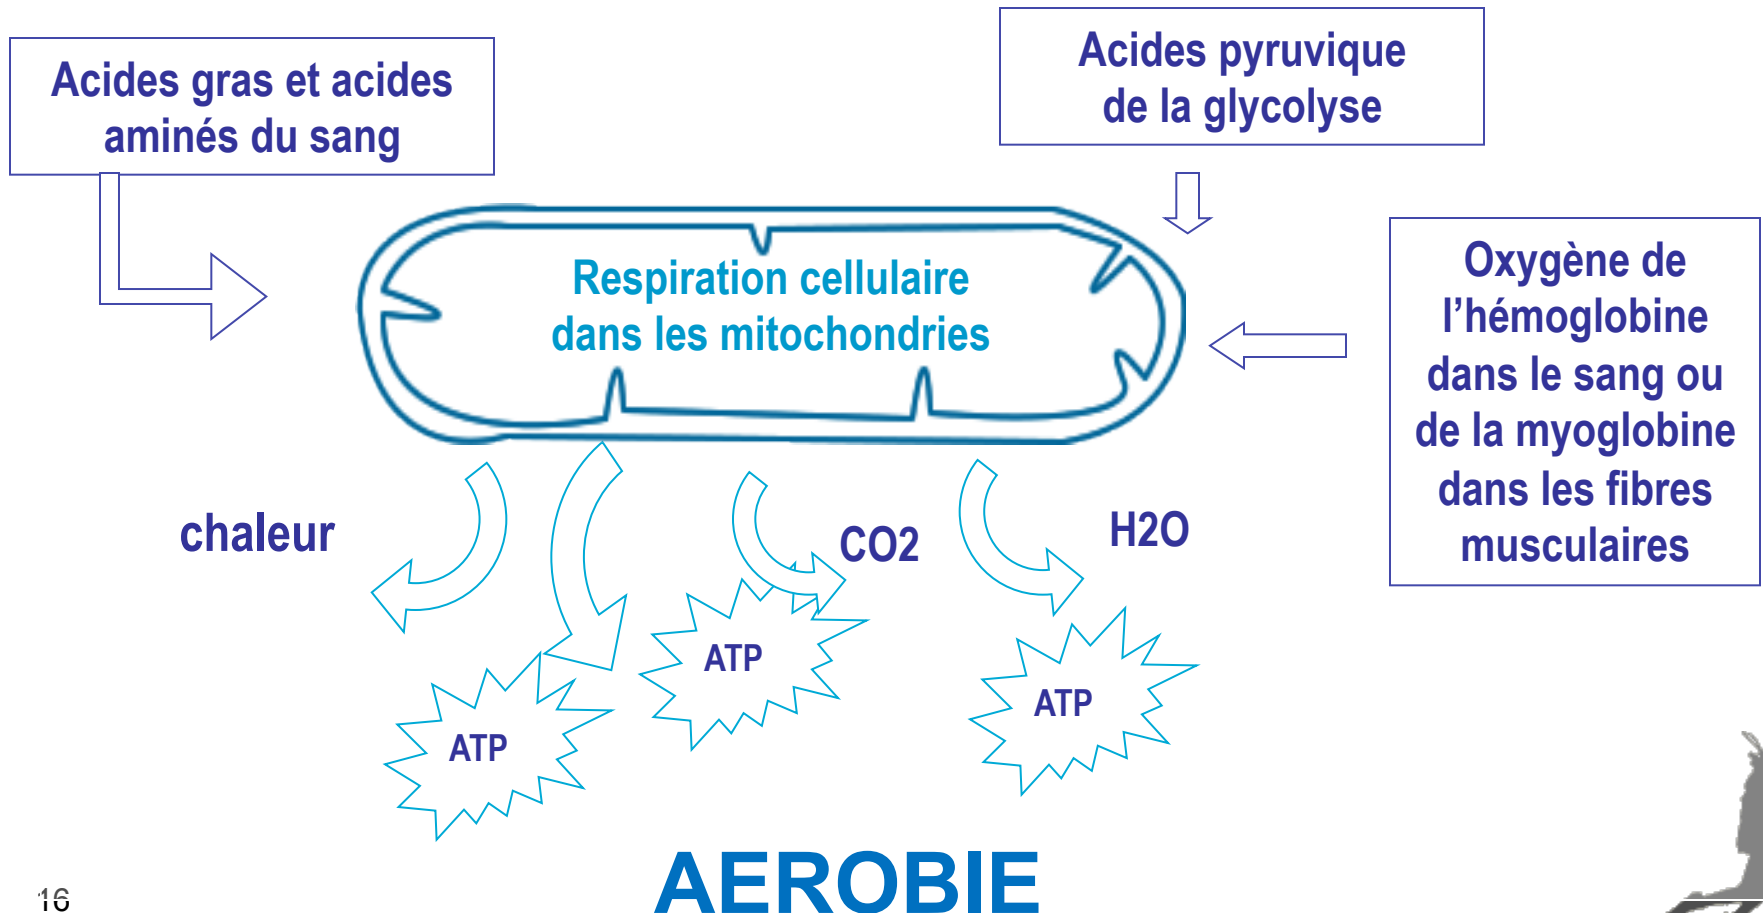 Acides gras et acides
aminés du sang
Acides pyruvique
de la glycolyse
Respiration cellulaire
dans les mitochondries
Oxygène de
l’hémoglobine
dans le sang ou
de la myoglobine
dans les fibres
musculaires
chaleur
CO2
H2O
ATP
ATP
ATP
AEROBIE
16